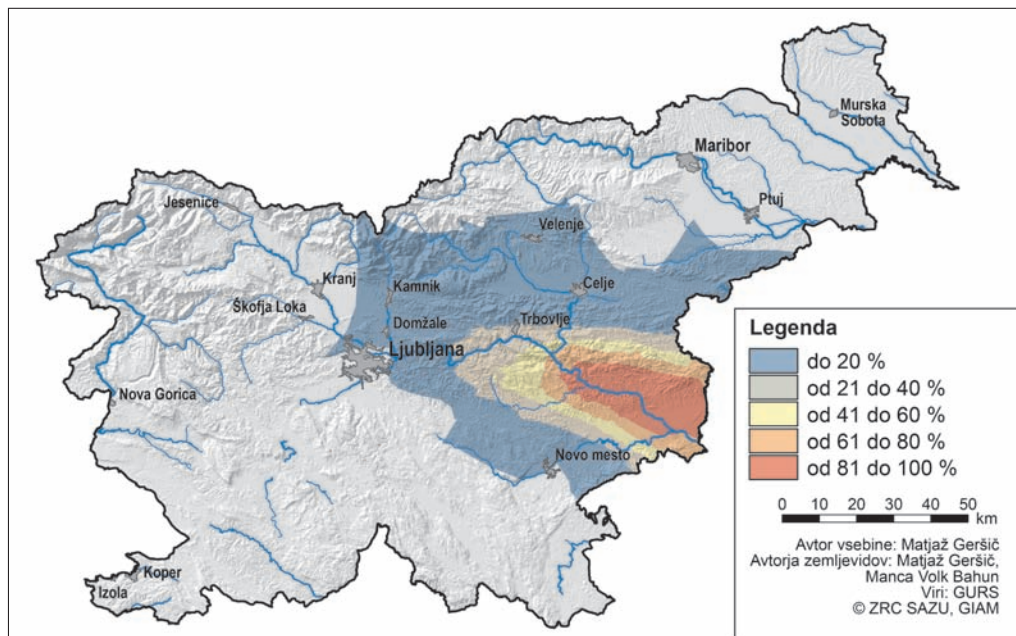 Murska
Sobota
Maribor
Ptuj
Jesenice
Velenje
Kranj
Kamnik
Celje
Škofja Loka
Domžale
Trbovlje
Ljubljana
Nova Gorica
Novo mesto
Koper
Izola
Legenda
do 20 %
od 21 do 40 %
od 41 do 60 %
od 61 do 80 %
od 81 do 100 %
0 10 20 30 40 50
km
Avtor vsebine: Matjaž Geršič
Avtorja zemljevidov: Matjaž Geršič,
Manca Volk Bahun
Viri: GURS
© ZRC SAZU, GIAM